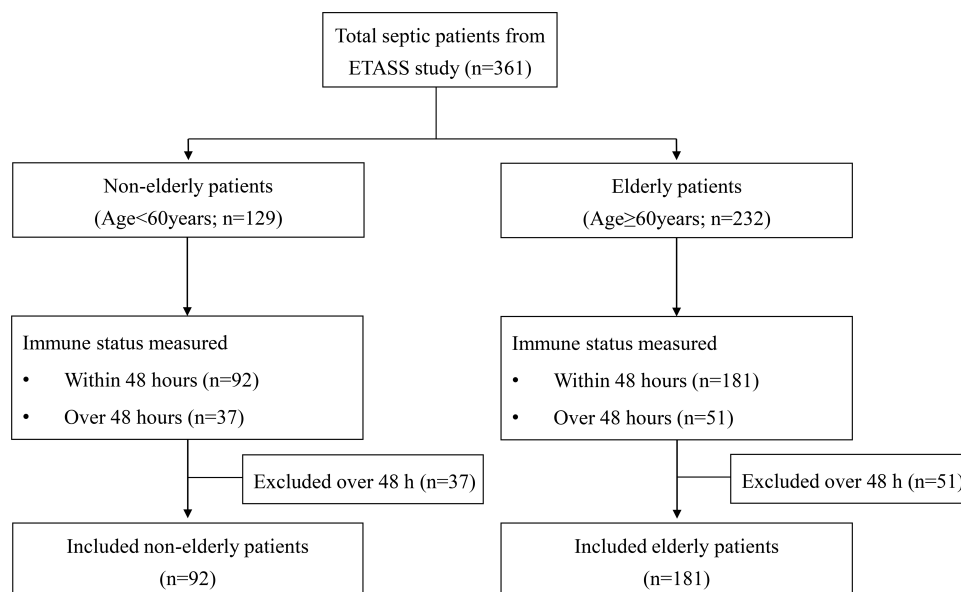 Total septic patients from
ETASS study (n=361)
Non-elderly patients
(Age<60years; n=129)
Elderly patients
(Age≥60years; n=232)
Immune status measured
• Within 48 hours (n=92)
• Over 48 hours (n=37)
Immune status measured
• Within 48 hours (n=181)
• Over 48 hours (n=51)
Excluded over 48 h (n=37)
Excluded over 48 h (n=51)
Included non-elderly patients
(n=92)
Included elderly patients
(n=181)